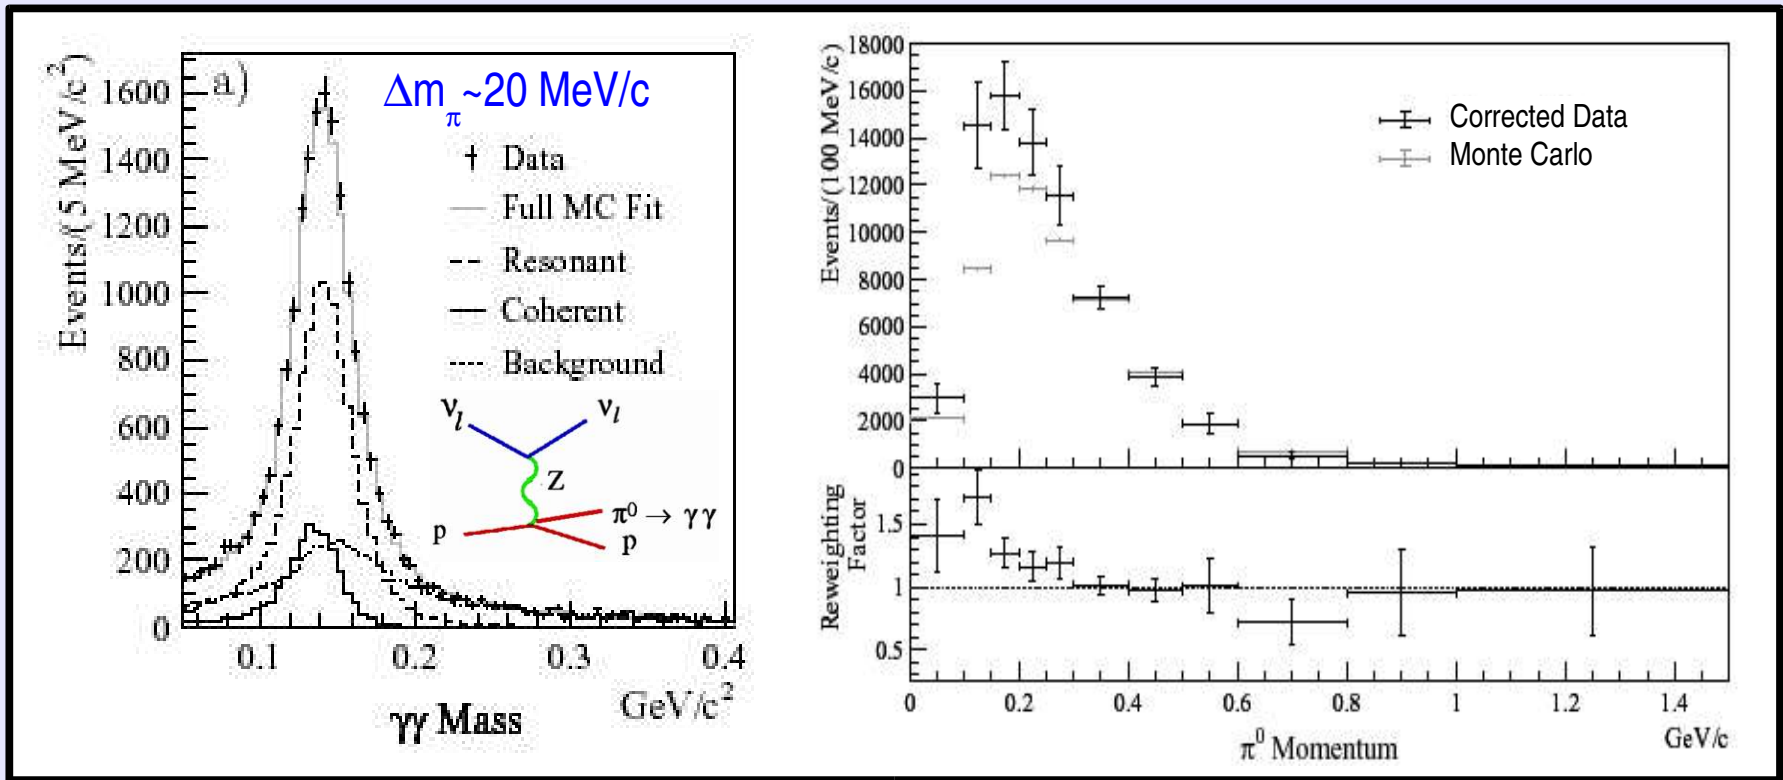 a)
Δmπ~20 MeV/c
Events/(5 MeV/c²)
1600
1400
1200
1000
800
600
400
200
0
Data
Full MC Fit
Resonant
Coherent
Background
νl
νl
Z
p
π⁰ → γγ
p
0.1
0.2
0.3
0.4
γγ Mass
GeV/c²
Events/(100 MeV/c)
18000
16000
14000
12000
10000
8000
6000
4000
2000
0
Corrected Data
Monte Carlo
Reweighting
Factor
1.5
1
0.5
0
0.2
0.4
0.6
0.8
1
1.2
1.4
π⁰ Momentum
GeV/c